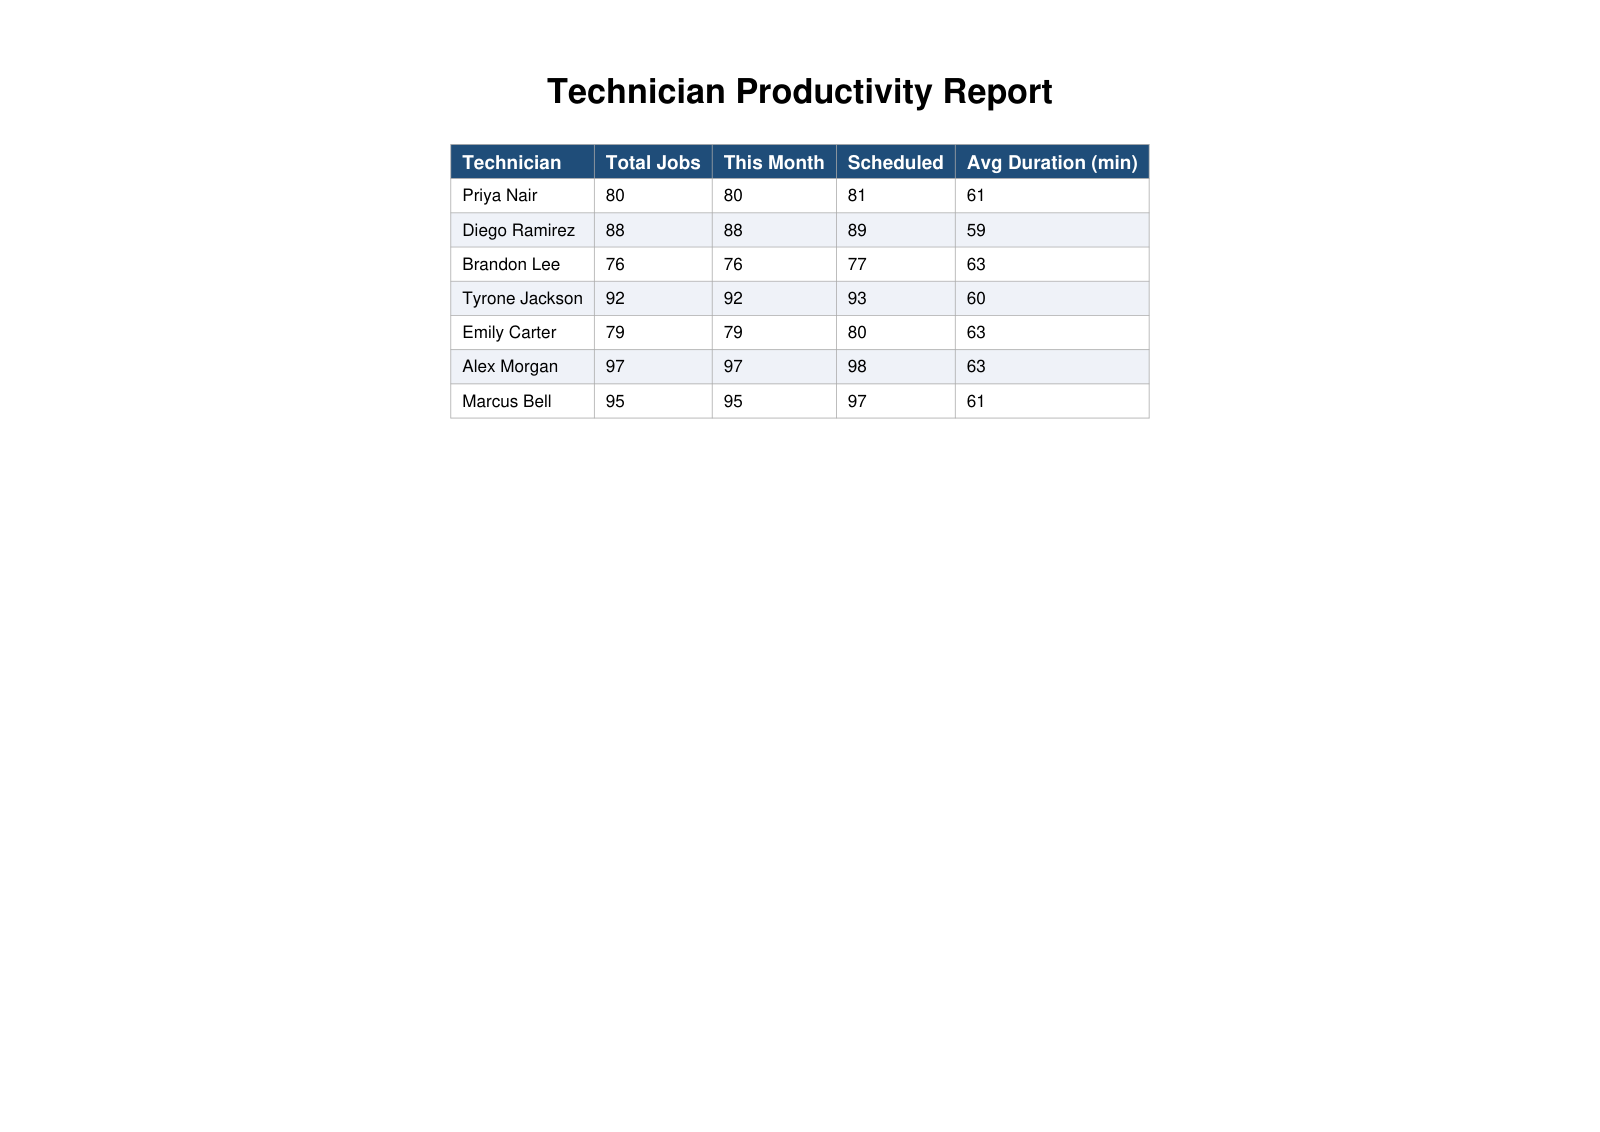 Technician Productivity Report
Technician Total Jobs This Month Scheduled Avg Duration (min)
Priya Nair 80 80 81 61
Diego Ramirez 88 88 89 59
Brandon Lee 76 76 77 63
Tyrone Jackson 92 92 93 60
Emily Carter 79 79 80 63
Alex Morgan 97 97 98 63
Marcus Bell 95 95 97 61